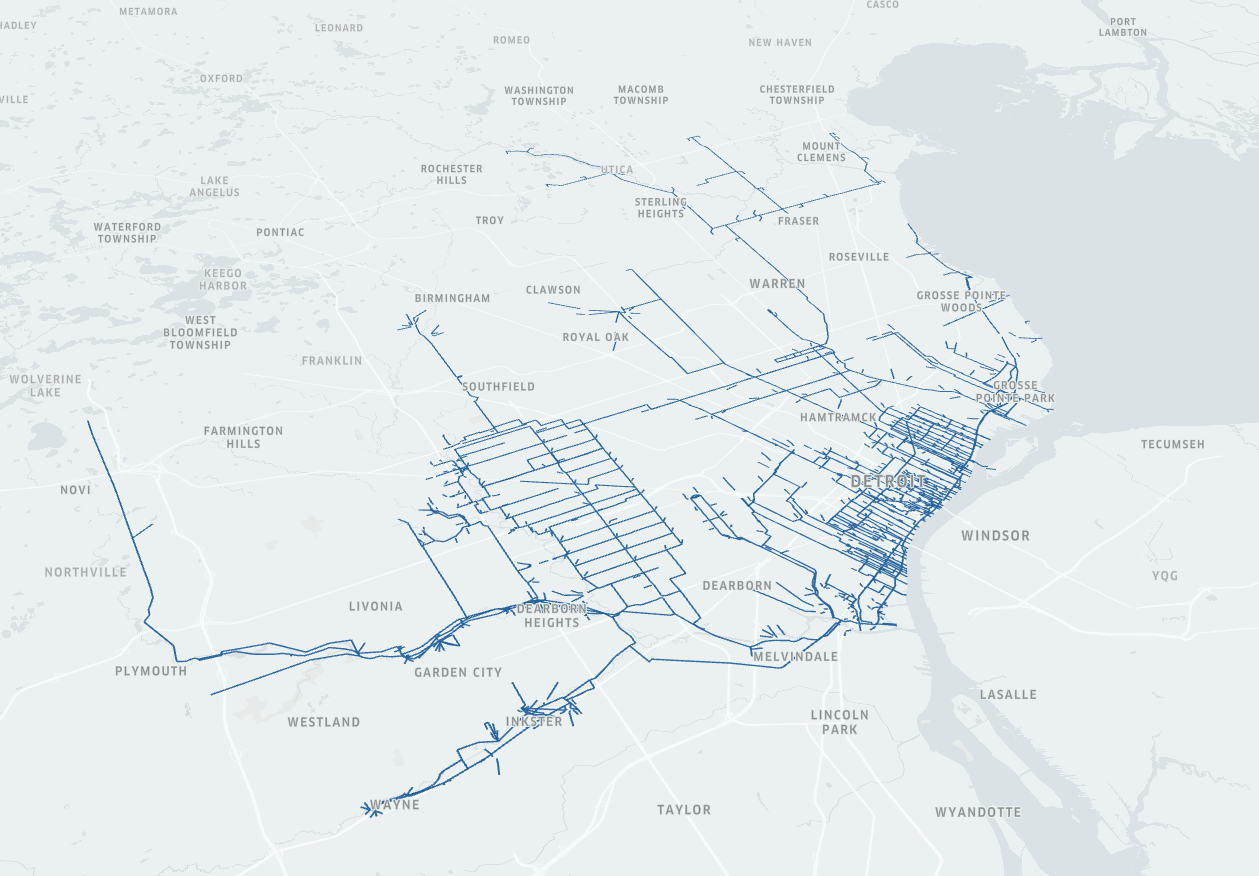 CASCO
METAMORA
HADLEY
LEONARD
PORT
LAMBTON
ROMEO
NEW HAVEN
OXFORD
WASHINGTON
TOWNSHIP
MACOMB
TOWNSHIP
CHESTERFIELD
TOWNSHIP
VILLE
MOUNT
CLEMENS
ROCHESTER
HILLS
UTICA
LAKE
ANGELUS
STERLING
HEIGHTS
TROY
FRASER
WATERFORD
TOWNSHIP
PONTIAC
ROSEVILLE
KEEGO
HARBOR
WARREN
CLAWSON
BIRMINGHAM
GROSSE POINTE
WOODS
WEST
BLOOMFIELD
TOWNSHIP
ROYAL OAK
FRANKLIN
WOLVERINE
LAKE
SOUTHFIELD
GROSSE
POINTE PARK
HAMTRAMCK
FARMINGTON
HILLS
TECUMSEH
DETROIT
NOVI
WINDSOR
NORTHVILLE
YQG
DEARBORN
LIVONIA
DEARBORN
HEIGHTS
MELVINDALE
PLYMOUTH
GARDEN CITY
LASALLE
WESTLAND
INKSTER
LINCOLN
PARK
WAYNE
TAYLOR
WYANDOTTE